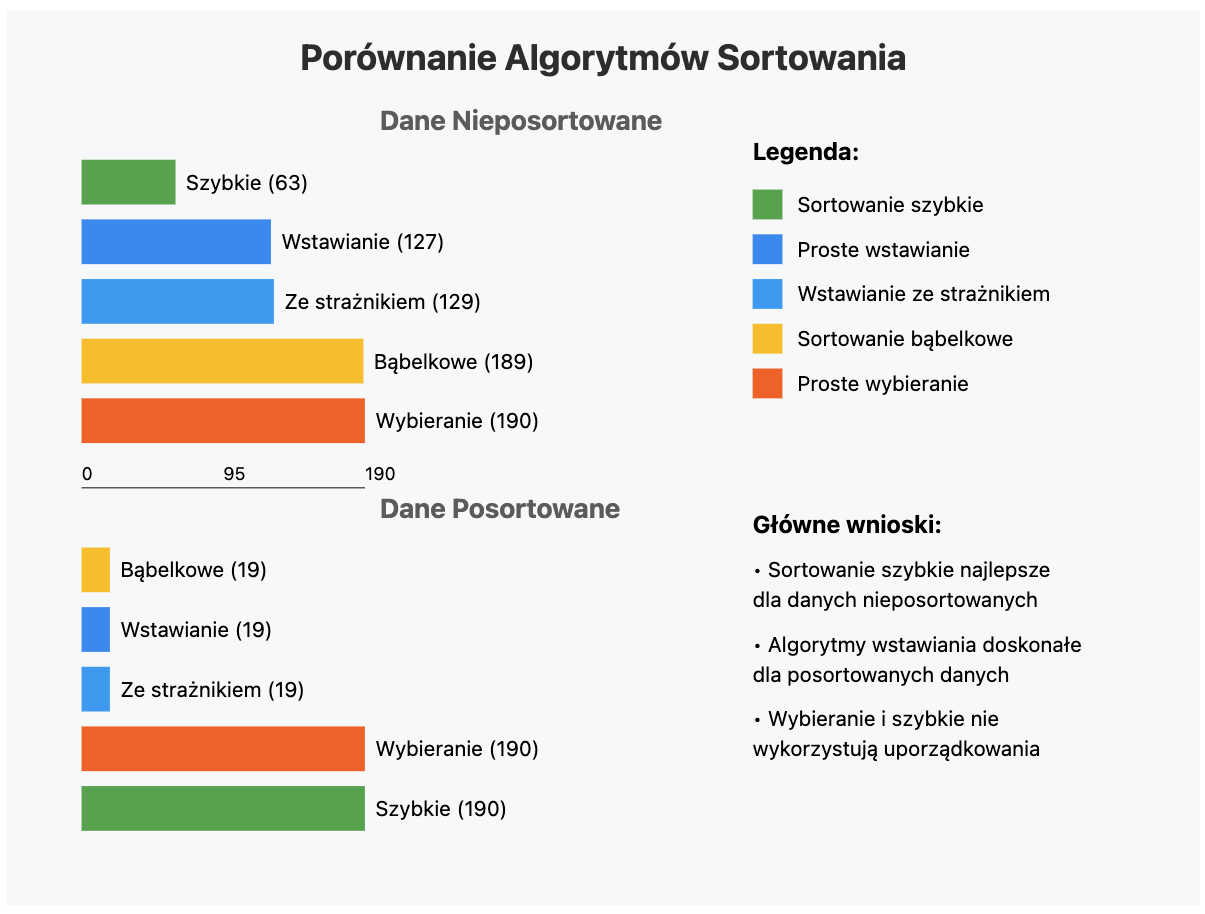 Porównanie Algorytmów Sortowania
Dane Nieposortowane
Szybkie (63)
Wstawianie (127)
Ze strażnikiem (129)
Bąbelkowe (189)
Wybieranie (190)
0 95 190
Legenda:
Sortowanie szybkie
Proste wstawianie
Wstawianie ze strażnikiem
Sortowanie bąbelkowe
Proste wybieranie
Dane Posortowane
Bąbelkowe (19)
Wstawianie (19)
Ze strażnikiem (19)
Wybieranie (190)
Szybkie (190)
Główne wnioski:
• Sortowanie szybkie najlepsze
dla danych nieposortowanych
• Algorytmy wstawiania doskonałe
dla posortowanych danych
• Wybieranie i szybkie nie
wykorzystują uporządkowania